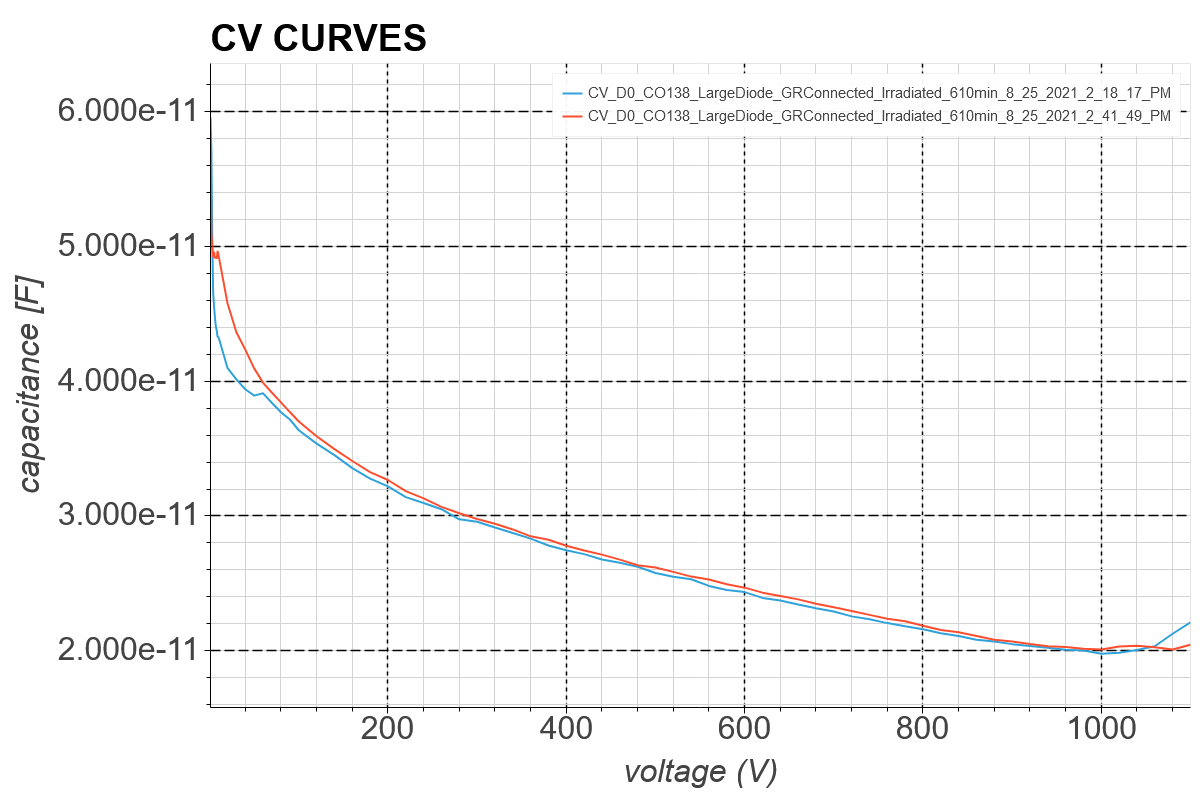 CV CURVES
CV_D0_CO138_LargeDiode_GRConnected_Irradiated_610min_8_25_2021_2_18_17_PM
CV_D0_CO138_LargeDiode_GRConnected_Irradiated_610min_8_25_2021_2_41_49_PM
6.000e-11
5.000e-11
4.000e-11
3.000e-11
2.000e-11
capacitance [F]
200 400 600 800 1000
voltage (V)